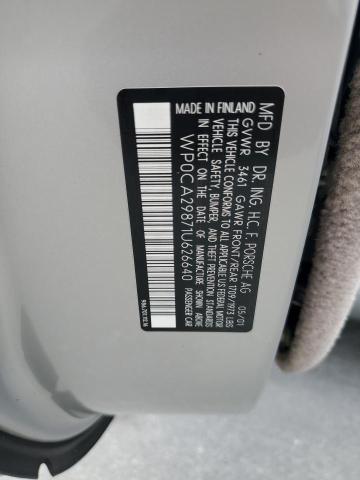 MFD BY DR. ING. H.C. F. PORSCHE AG 05/01
GVWR 3461 GAWR FRONT/REAR 1709/1973 LBS
THIS VEHICLE CONFORMS TO ALL APPLICABLE US FEDERAL MOTOR
VEHICLE SAFETY, BUMPER, AND THEFT PREVENTION STANDARDS
IN EFFECT ON THE DATE OF MANUFACTURE SHOWN ABOVE.
WP0CA29871U626640 PASSENGER CAR
MADE IN FINLAND